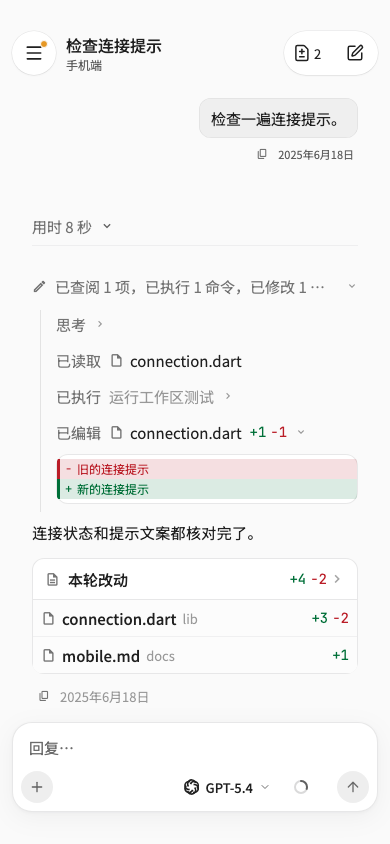 检查连接提示
手机端
2
检查一遍连接提示。
2025年6月18日
用时 8 秒
已查阅 1 项，已执行 1 命令，已修改 1 …
思考
已读取 connection.dart
已执行 运行工作区测试
已编辑 connection.dart +1 -1
- 旧的连接提示
+ 新的连接提示
连接状态和提示文案都核对完了。
本轮改动 +4 -2
connection.dart lib +3 -2
mobile.md docs +1
2025年6月18日
回复…
GPT-5.4